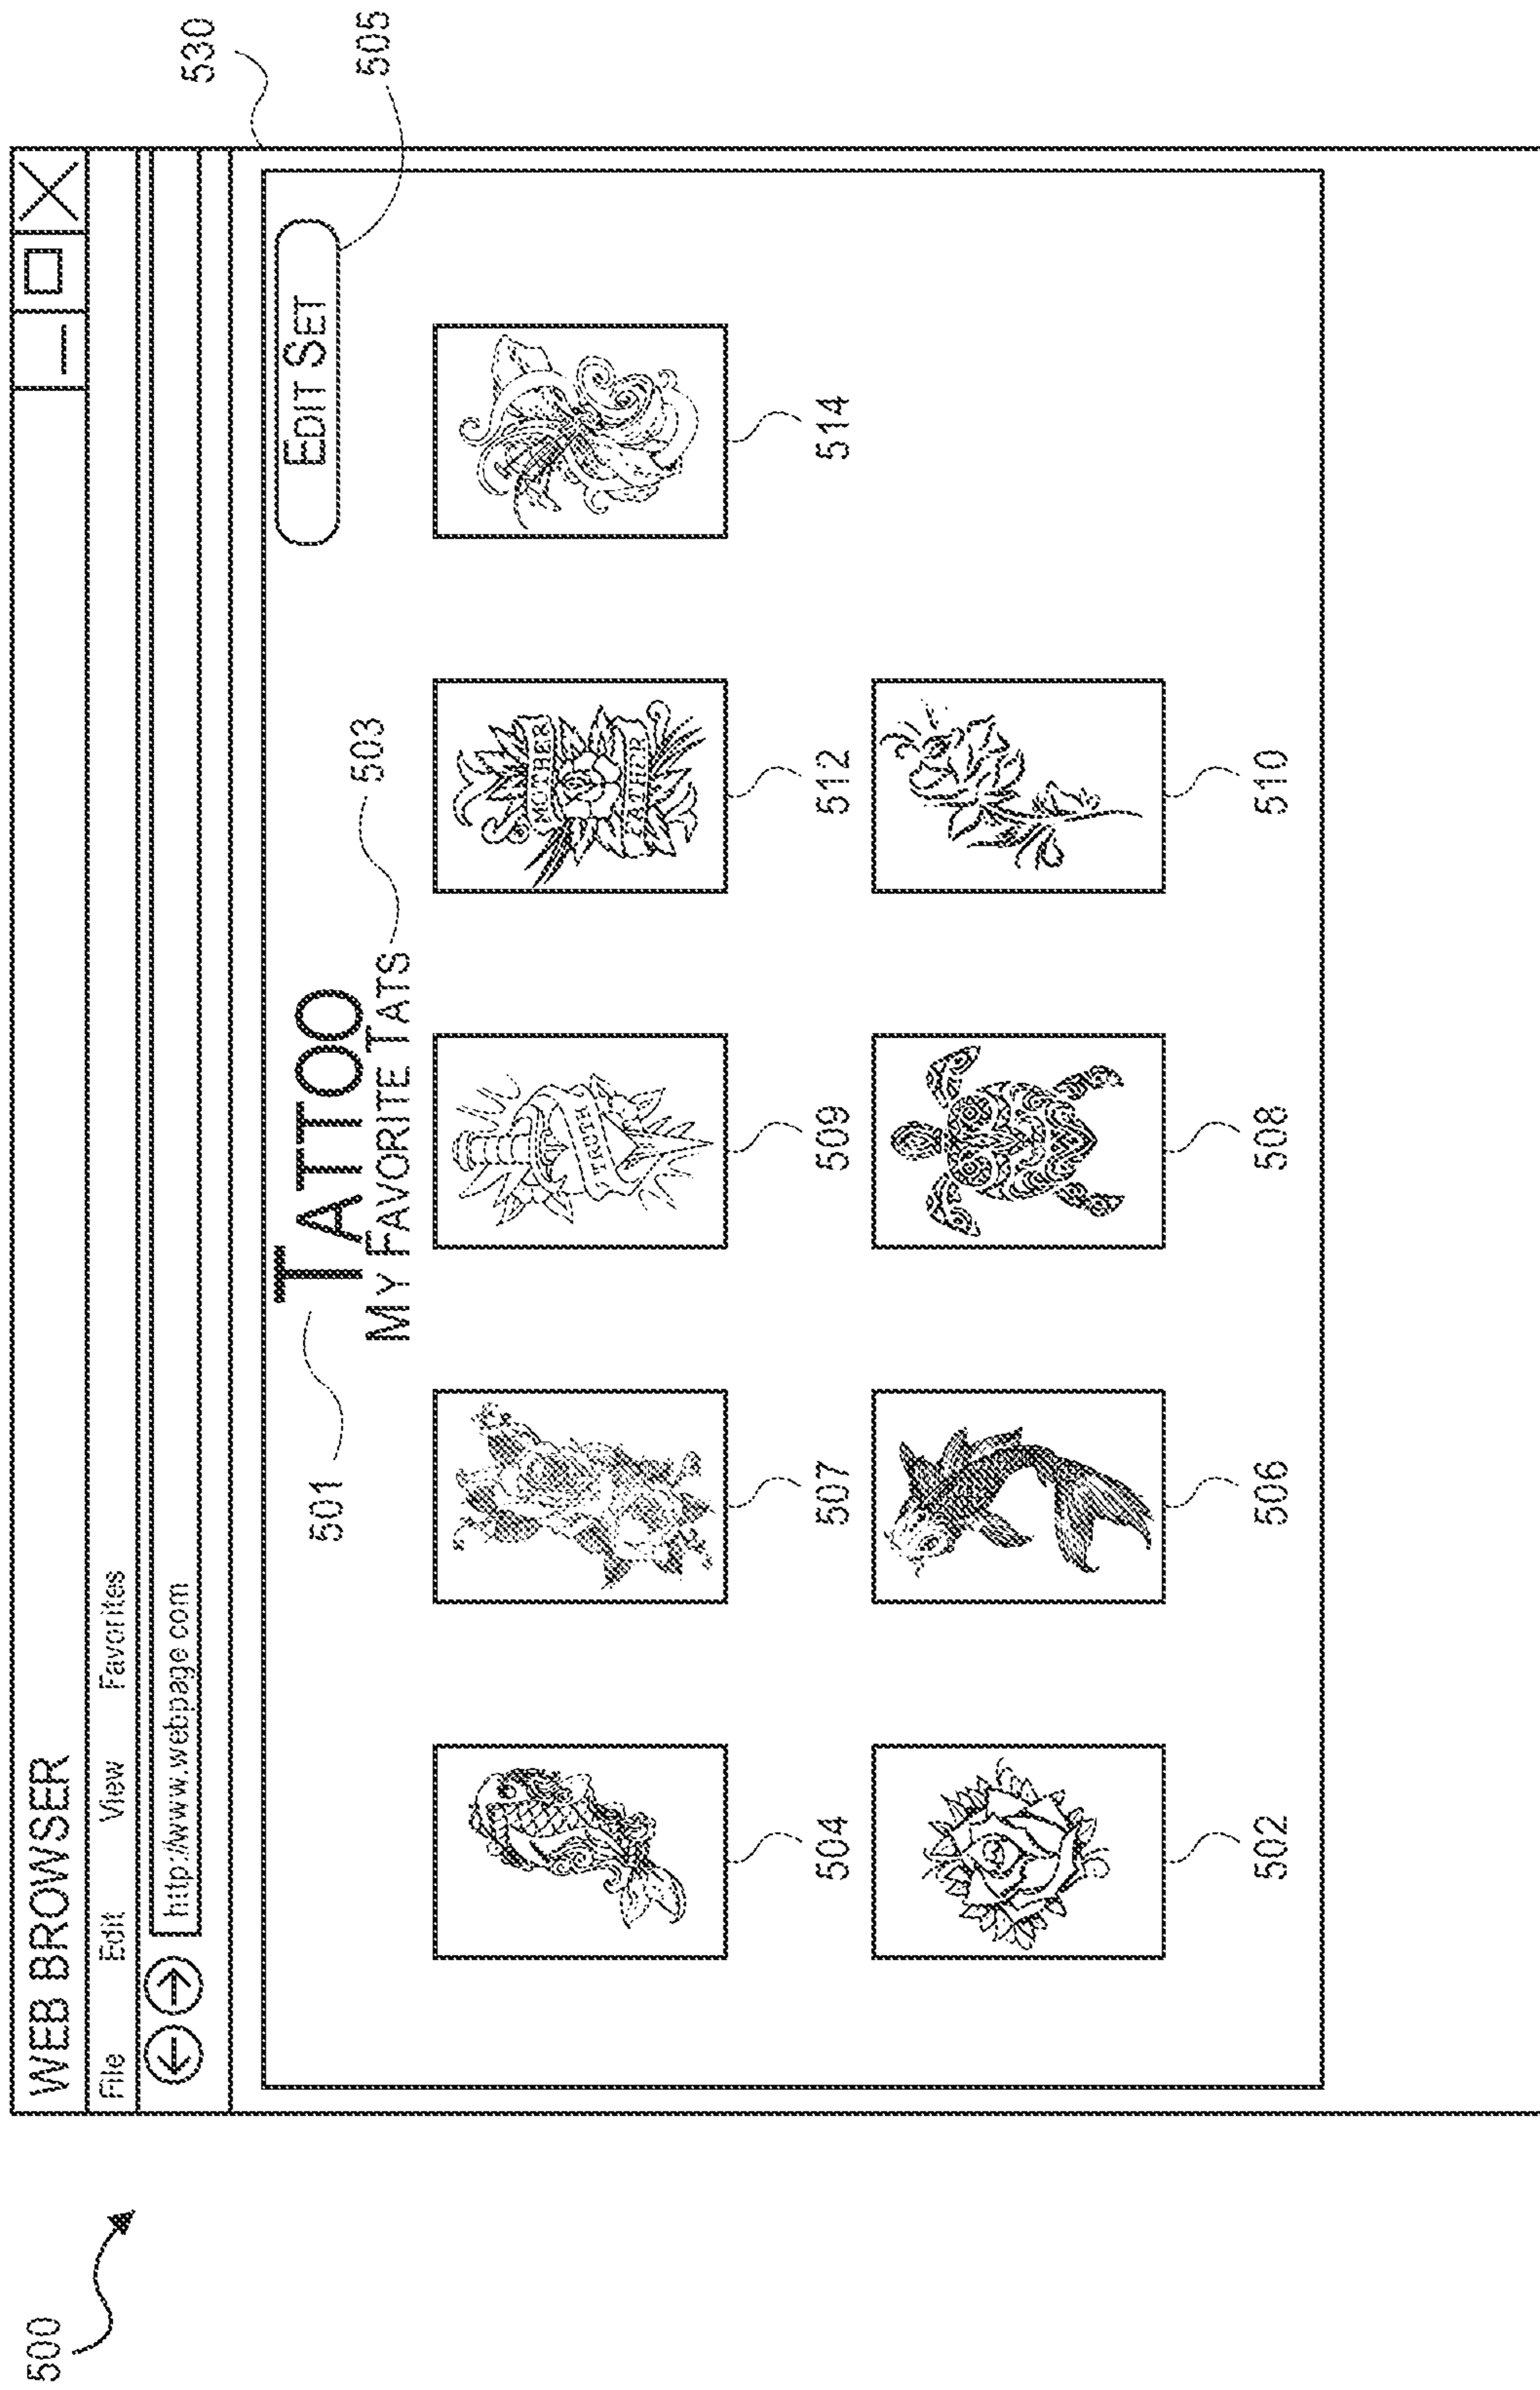 500
WEB BROWSER
File Edit View Favorites
http://www.webpage.com
530
501
TATTOO
EDIT SET
505
MY FAVORITE TATS
503
TRUTH
MOTHER
FATHER
504
507
509
512
514
502
506
508
510